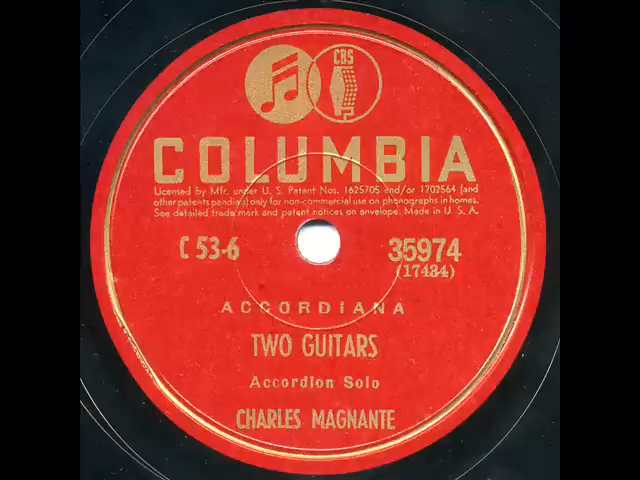 CBS
COLUMBIA
Licensed by Mfr. under U. S. Patent Nos. 1625705 and/or 1702564 (and
other patents pending) only for non-commercial use on phonographs in homes.
See detailed trade mark and patent notices on envelope. Made in U. S. A.
C 53-6
35974
(17434)
ACCORDIANA
TWO GUITARS
Accordion Solo
CHARLES MAGNANTE